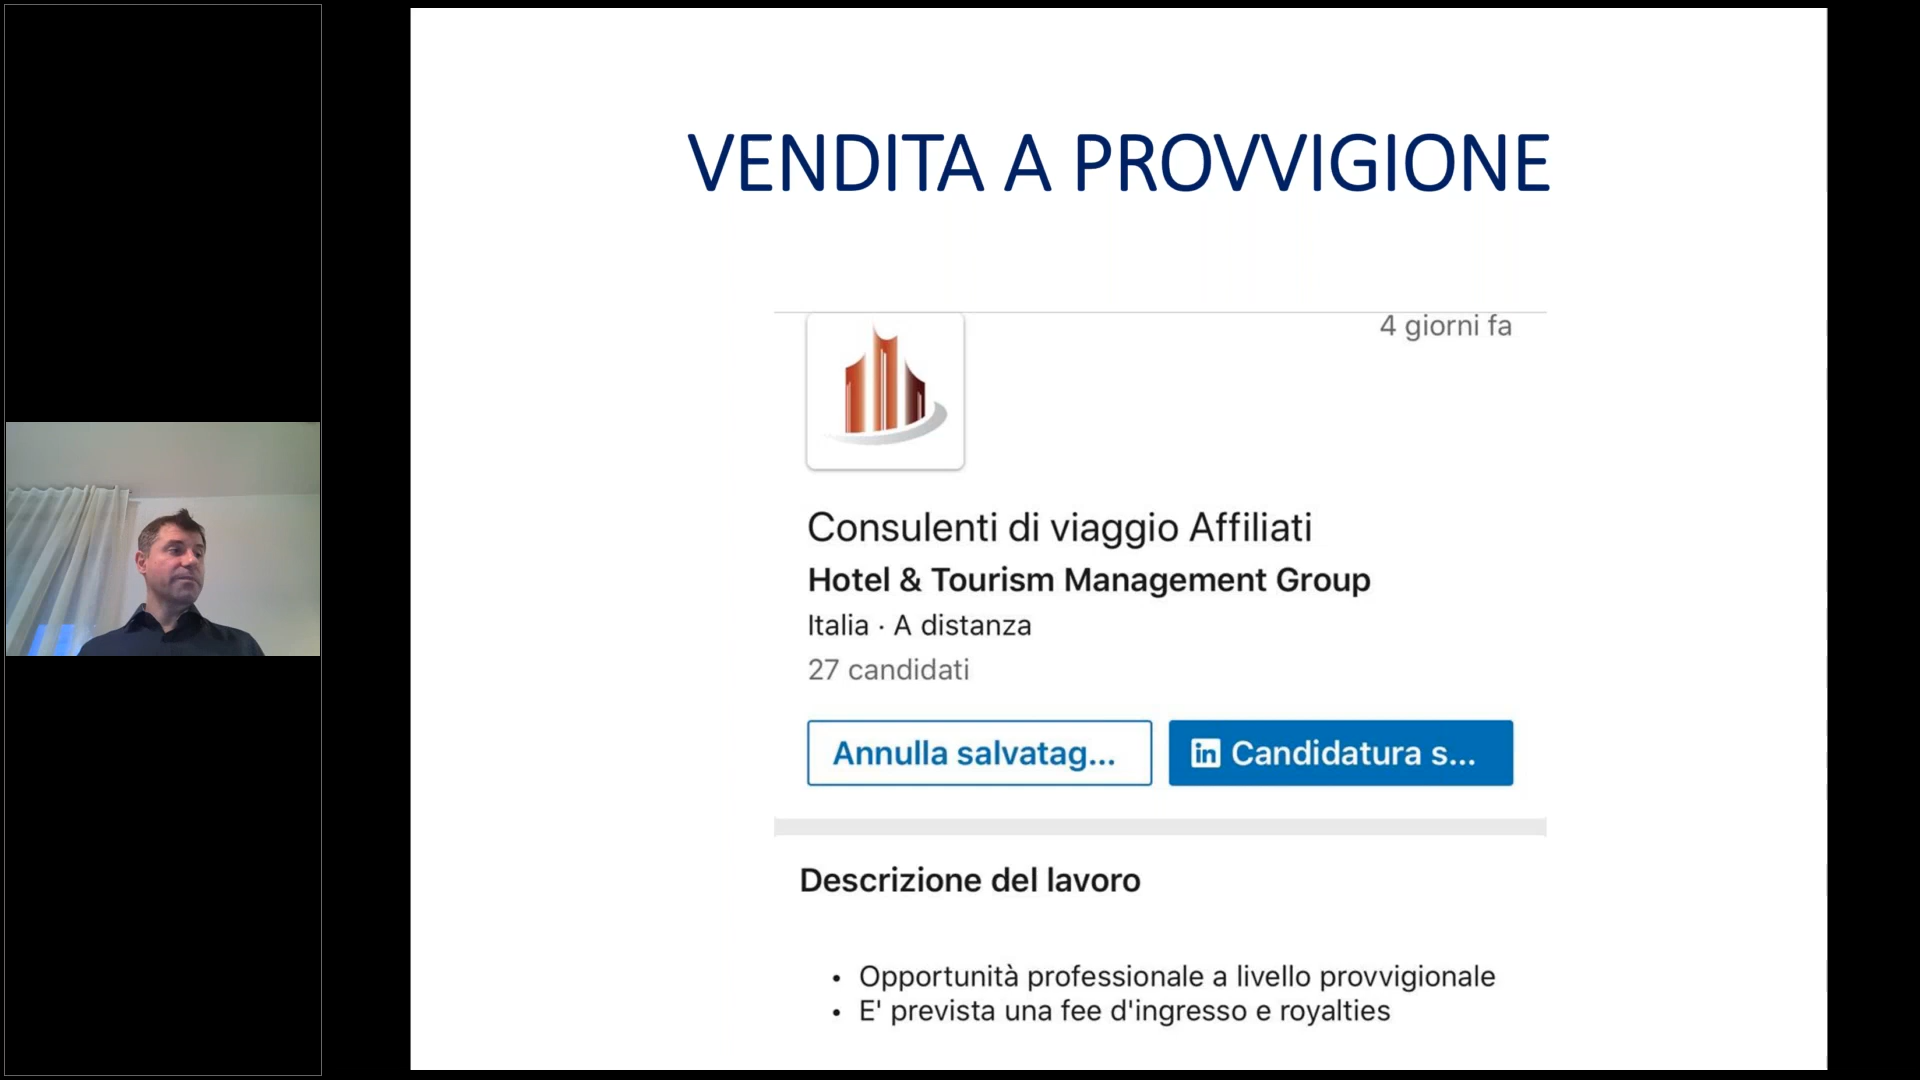 VENDITA A PROVVIGIONE
4 giorni fa
Consulenti di viaggio Affiliati
Hotel & Tourism Management Group
Italia · A distanza
27 candidati
Annulla salvatag...
in Candidatura s...
Descrizione del lavoro
• Opportunità professionale a livello provvigionale
• E' prevista una fee d'ingresso e royalties